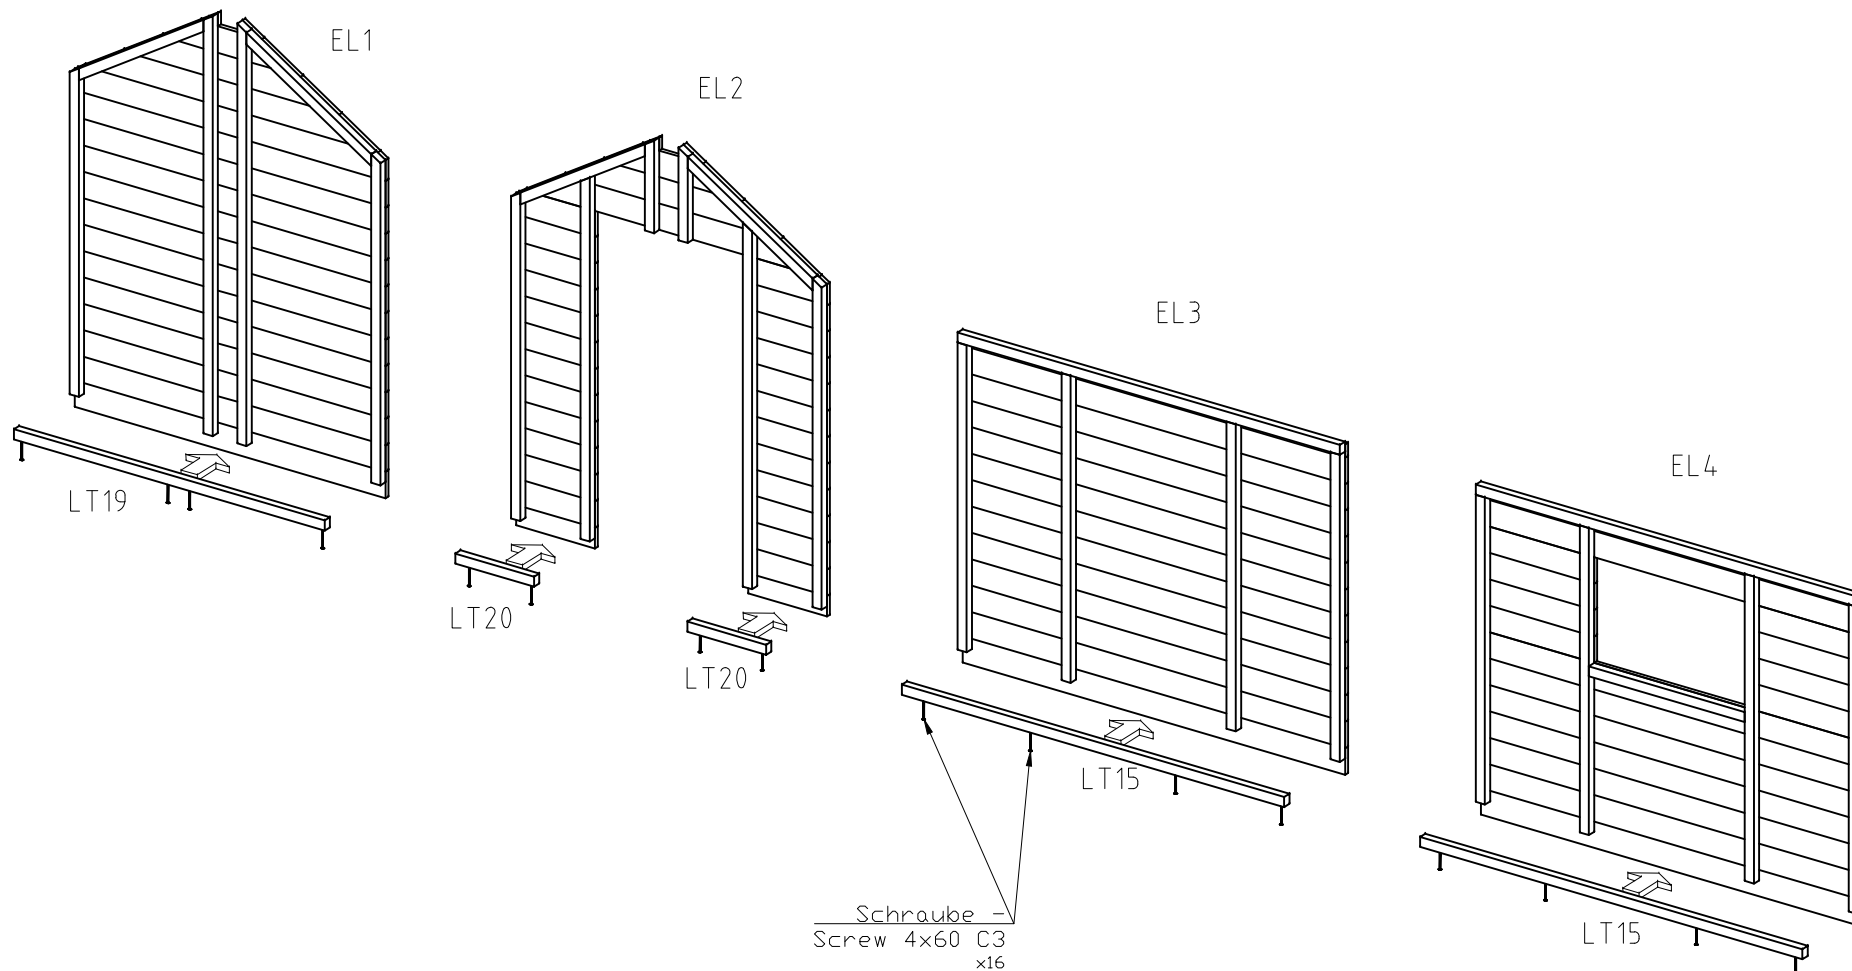 EL1
EL2
EL3
EL4
LT19
LT20
LT20
LT15
LT15
Schraube -
Screw 4x60 C3
x16